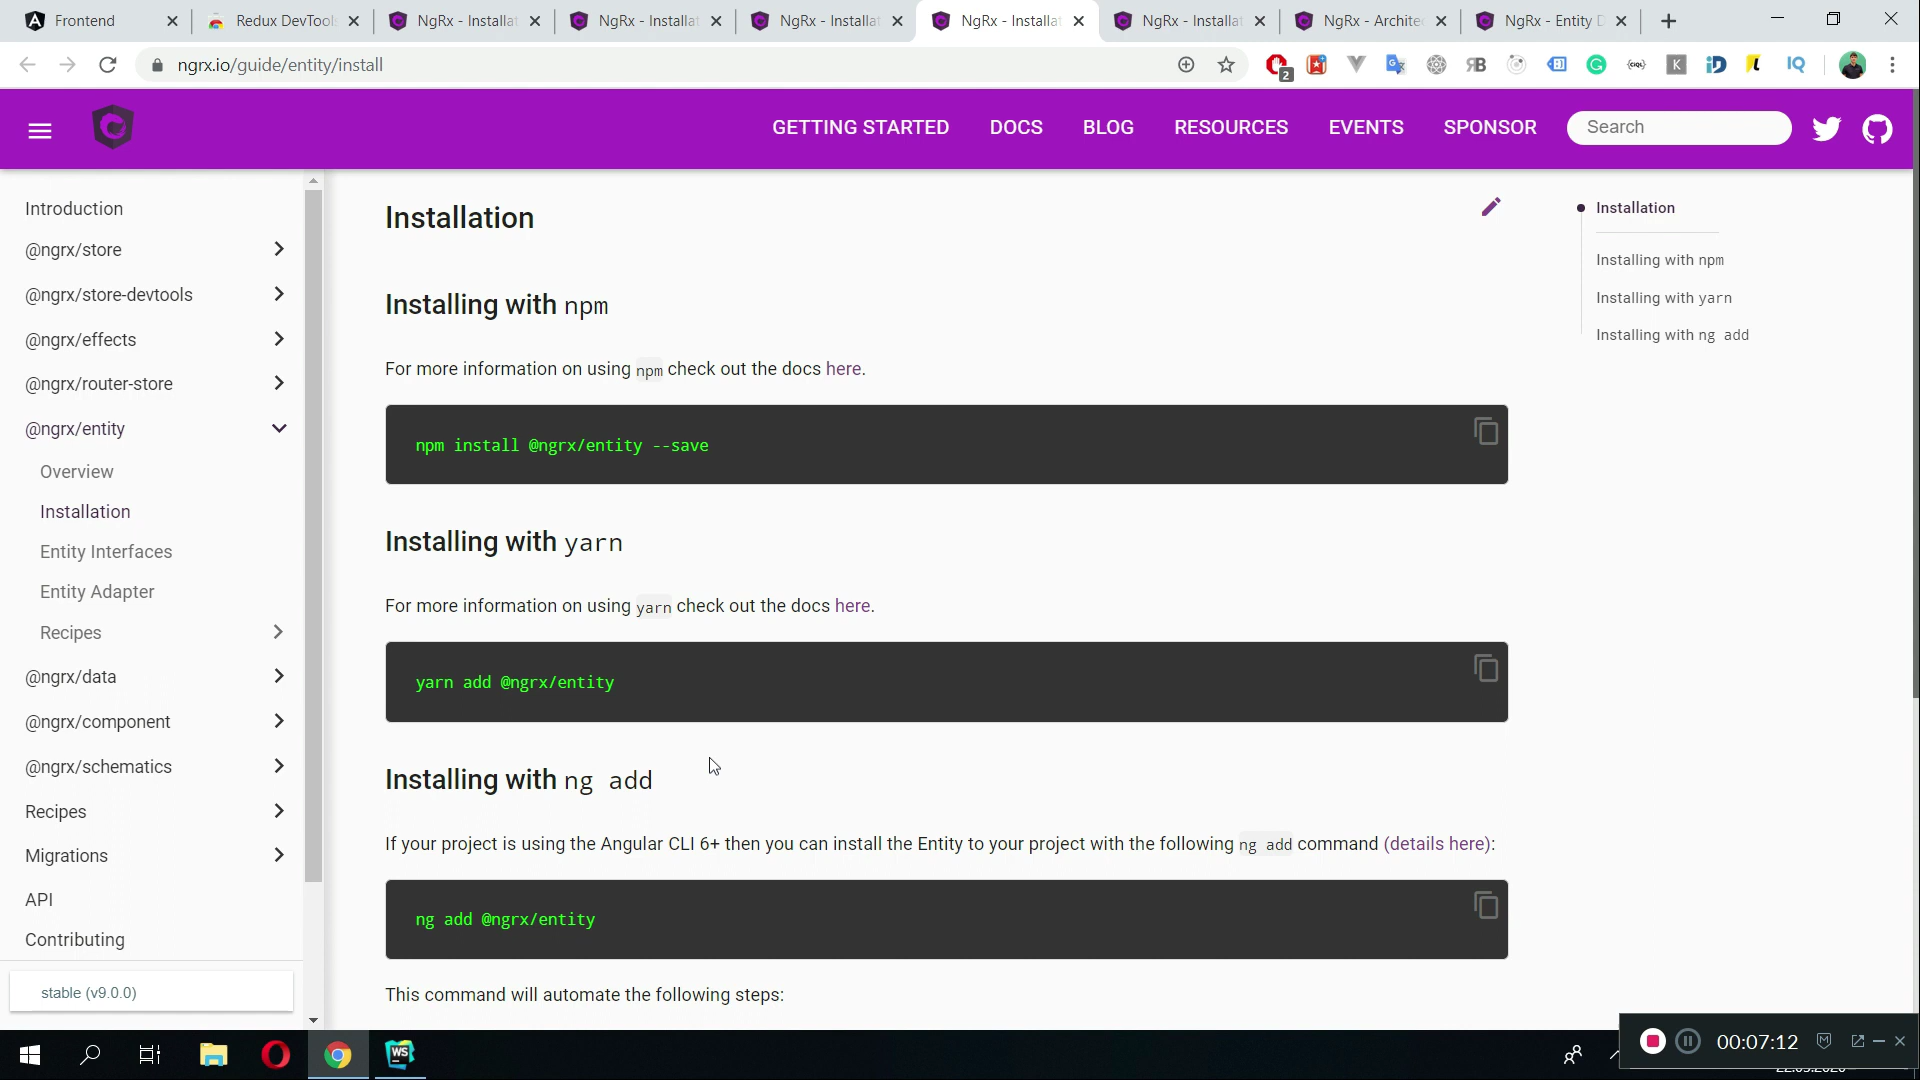 Frontend
Redux DevTools
NgRx - Installat
NgRx - Installat
NgRx - Installat
NgRx - Installat
NgRx - Installat
NgRx - Archite
NgRx - Entity D
ngrx.io/guide/entity/install
2
GETTING STARTED
DOCS
BLOG
RESOURCES
EVENTS
SPONSOR
Search
Introduction
@ngrx/store
@ngrx/store-devtools
@ngrx/effects
@ngrx/router-store
@ngrx/entity
Overview
Installation
Entity Interfaces
Entity Adapter
Recipes
@ngrx/data
@ngrx/component
@ngrx/schematics
Recipes
Migrations
API
Contributing
stable (v9.0.0)
Installation
Installing with npm
For more information on using npm check out the docs here.
npm install @ngrx/entity --save
Installing with yarn
For more information on using yarn check out the docs here.
yarn add @ngrx/entity
Installing with ng add
If your project is using the Angular CLI 6+ then you can install the Entity to your project with the following ng add command (details here):
ng add @ngrx/entity
This command will automate the following steps:
Installation
Installing with npm
Installing with yarn
Installing with ng add
WS
00:07:12